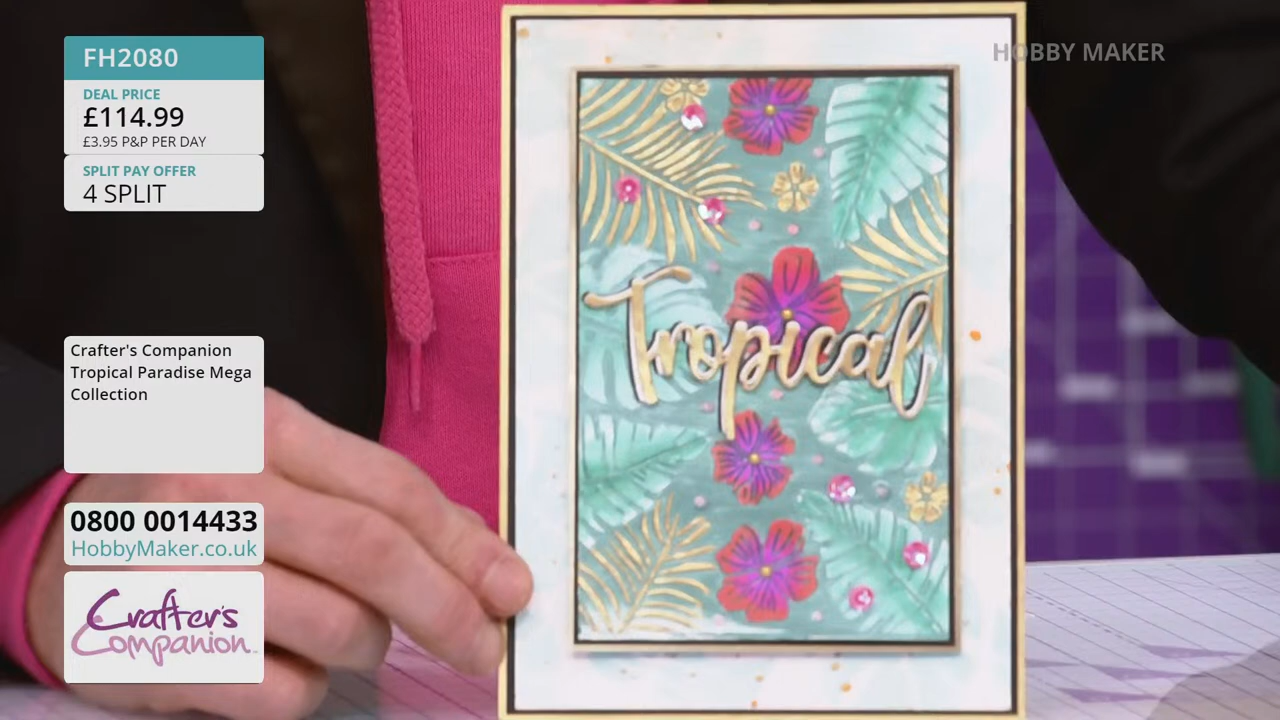 FH2080
DEAL PRICE
£114.99
£3.95 P&P PER DAY
SPLIT PAY OFFER
4 SPLIT
Crafter's Companion
Tropical Paradise Mega
Collection
0800 0014433
HobbyMaker.co.uk
Crafter's
Companion
HOBBY MAKER
Tropical